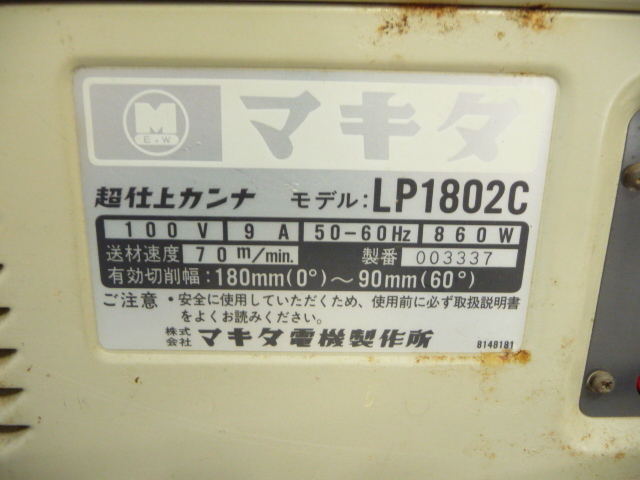 M
E・W
マキタ
超仕上カンナ モデル:LP1802C
100V 9A 50-60Hz 860W
送材速度 70m/min. 製番 003337
有効切削幅:180mm(0°)〜90mm(60°)
ご注意・安全に使用していただくため、使用前に必ず取扱説明書
をよくお読みください。
株式会社 マキタ電機製作所 8148181